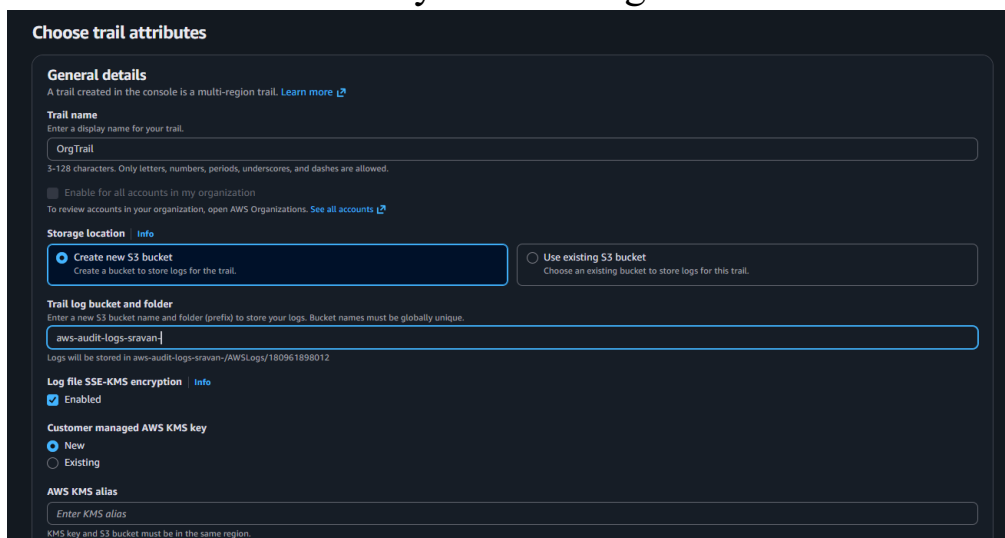 Choose trail attributes
General details
A trail created in the console is a multi-region trail. Learn more
Trail name
Enter a display name for your trail.
OrgTrail
3-128 characters. Only letters, numbers, periods, underscores, and dashes are allowed.
Enable for all accounts in my organization
To review accounts in your organization, open AWS Organizations. See all accounts
Storage location | Info
Create new S3 bucket
Create a bucket to store logs for the trail.
Use existing S3 bucket
Choose an existing bucket to store logs for this trail.
Trail log bucket and folder
Enter a new S3 bucket name and folder (prefix) to store your logs. Bucket names must be globally unique.
aws-audit-logs-sravan-
Logs will be stored in aws-audit-logs-sravan-/AWSLogs/180961898012
Log file SSE-KMS encryption | Info
Enabled
Customer managed AWS KMS key
New
Existing
AWS KMS alias
Enter KMS alias
KMS key and S3 bucket must be in the same region.